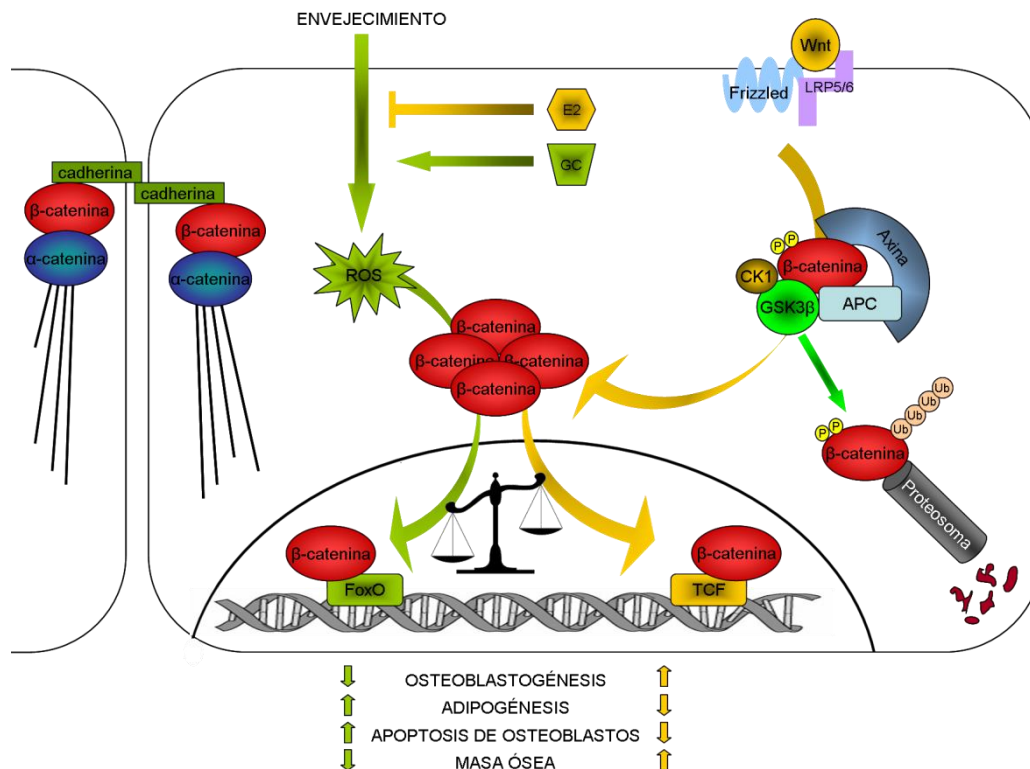 ENVEJECIMIENTO
Wnt
Frizzled
LRP5/6
E2
GC
cadherina
cadherina
β-catenina
β-catenina
α-catenina
α-catenina
ROS
P
P
β-catenina
Axina
CK1
GSK3β
APC
β-catenina
β-catenina
β-catenina
β-catenina
Ub
Ub
Ub
Ub
P
P
β-catenina
Proteosoma
β-catenina
FoxO
β-catenina
TCF
OSTEOBLASTOGÉNESIS
ADIPOGÉNESIS
APOPTOSIS DE OSTEOBLASTOS
MASA ÓSEA